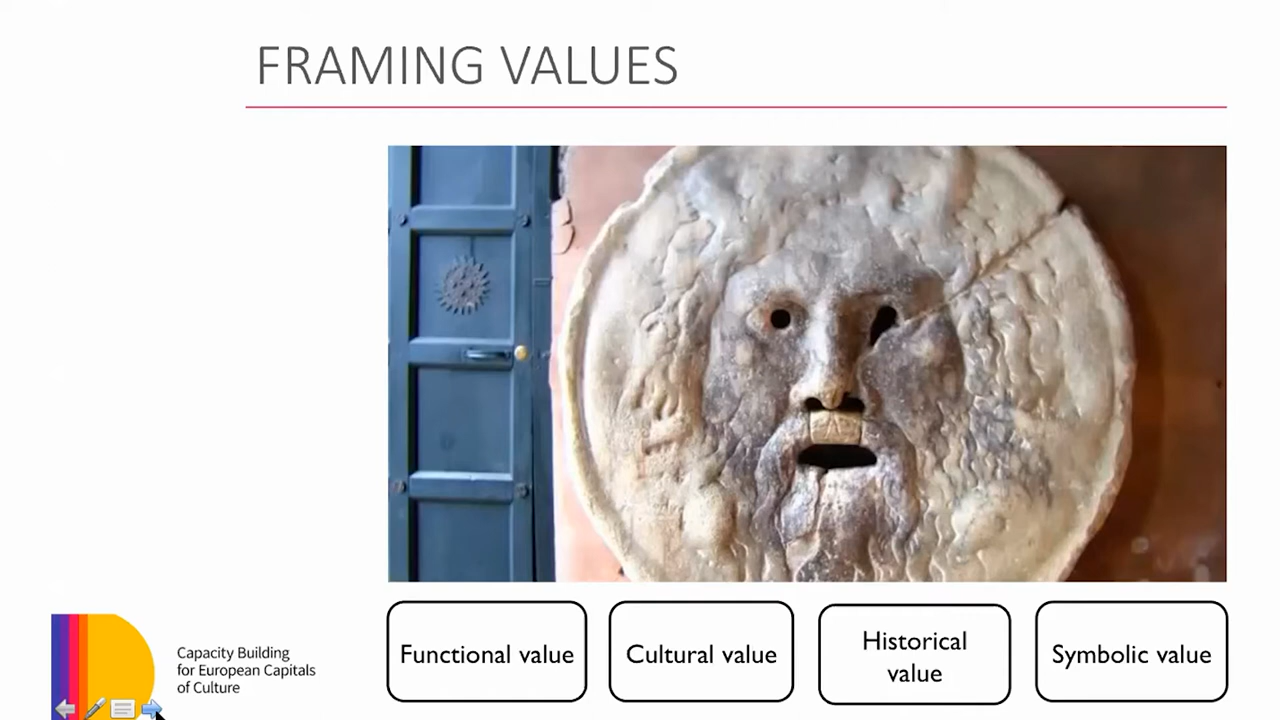 FRAMING VALUES
Capacity Building
for European Capitals
of Culture
Functional value
Cultural value
Historical
value
Symbolic value